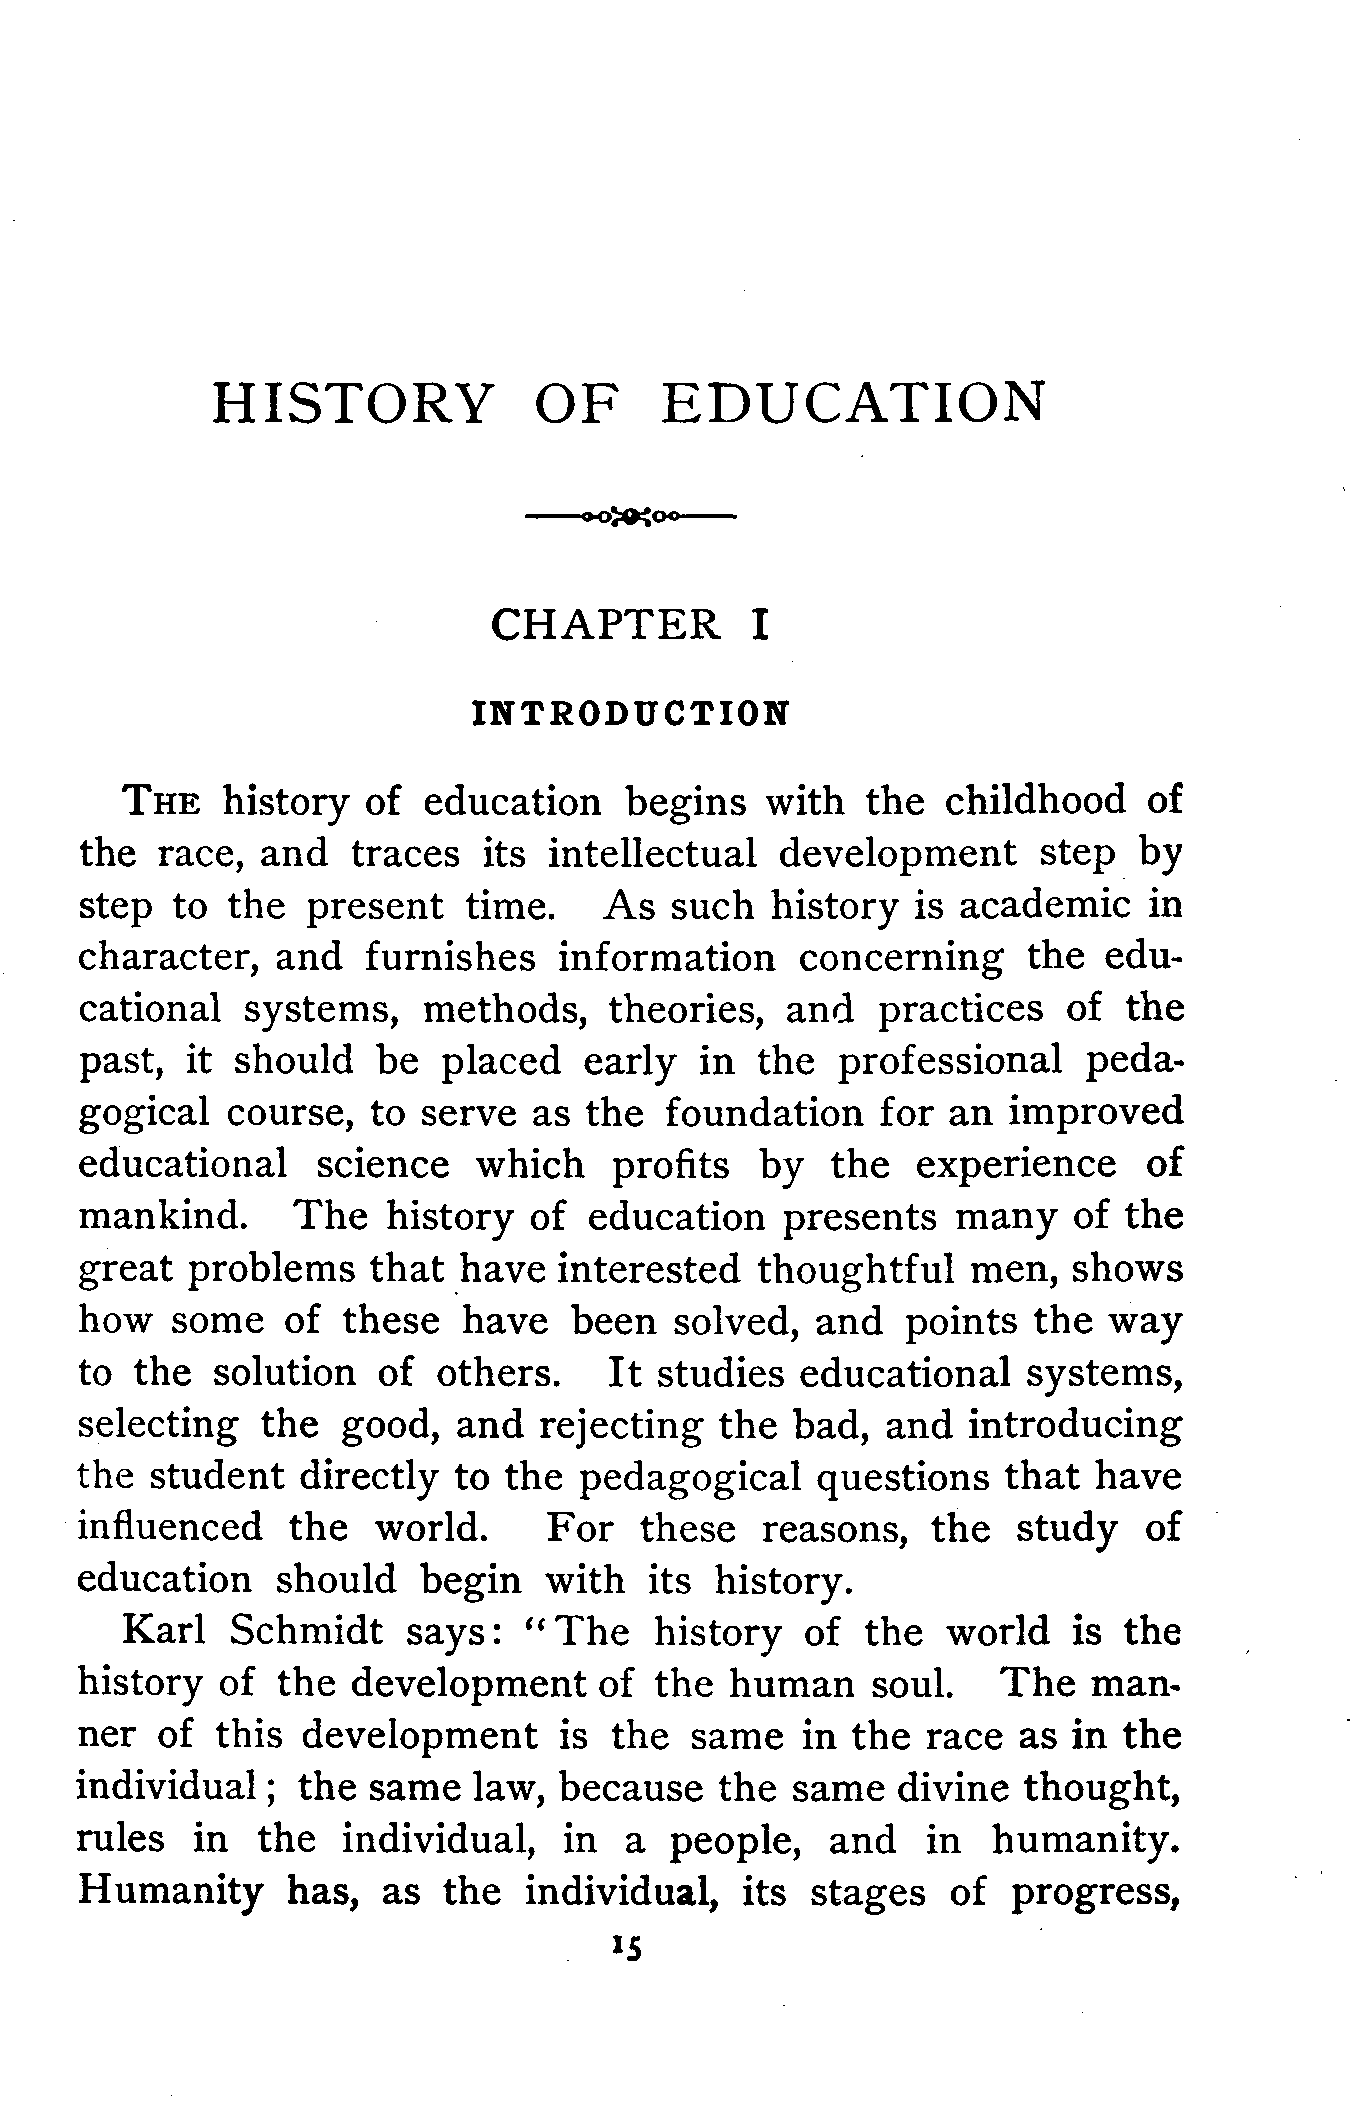 HISTORY OF EDUCATION
CHAPTER I
INTRODUCTION
THE history of education begins with the childhood of
the race, and traces its intellectual development step by
step to the present time. As such history is academic in
character, and furnishes information concerning the edu-
cational systems, methods, theories, and practices of the
past, it should be placed early in the professional peda-
gogical course, to serve as the foundation for an improved
educational science which profits by the experience of
mankind. The history of education presents many of the
great problems that have interested thoughtful men, shows
how some of these have been solved, and points the way
to the solution of others. It studies educational systems,
selecting the good, and rejecting the bad, and introducing
the student directly to the pedagogical questions that have
influenced the world. For these reasons, the study of
education should begin with its history.
Karl Schmidt says: “The history of the world is the
history of the development of the human soul. The man-
ner of this development is the same in the race as in the
individual; the same law, because the same divine thought,
rules in the individual, in a people, and in humanity.
Humanity has, as the individual, its stages of progress,
15